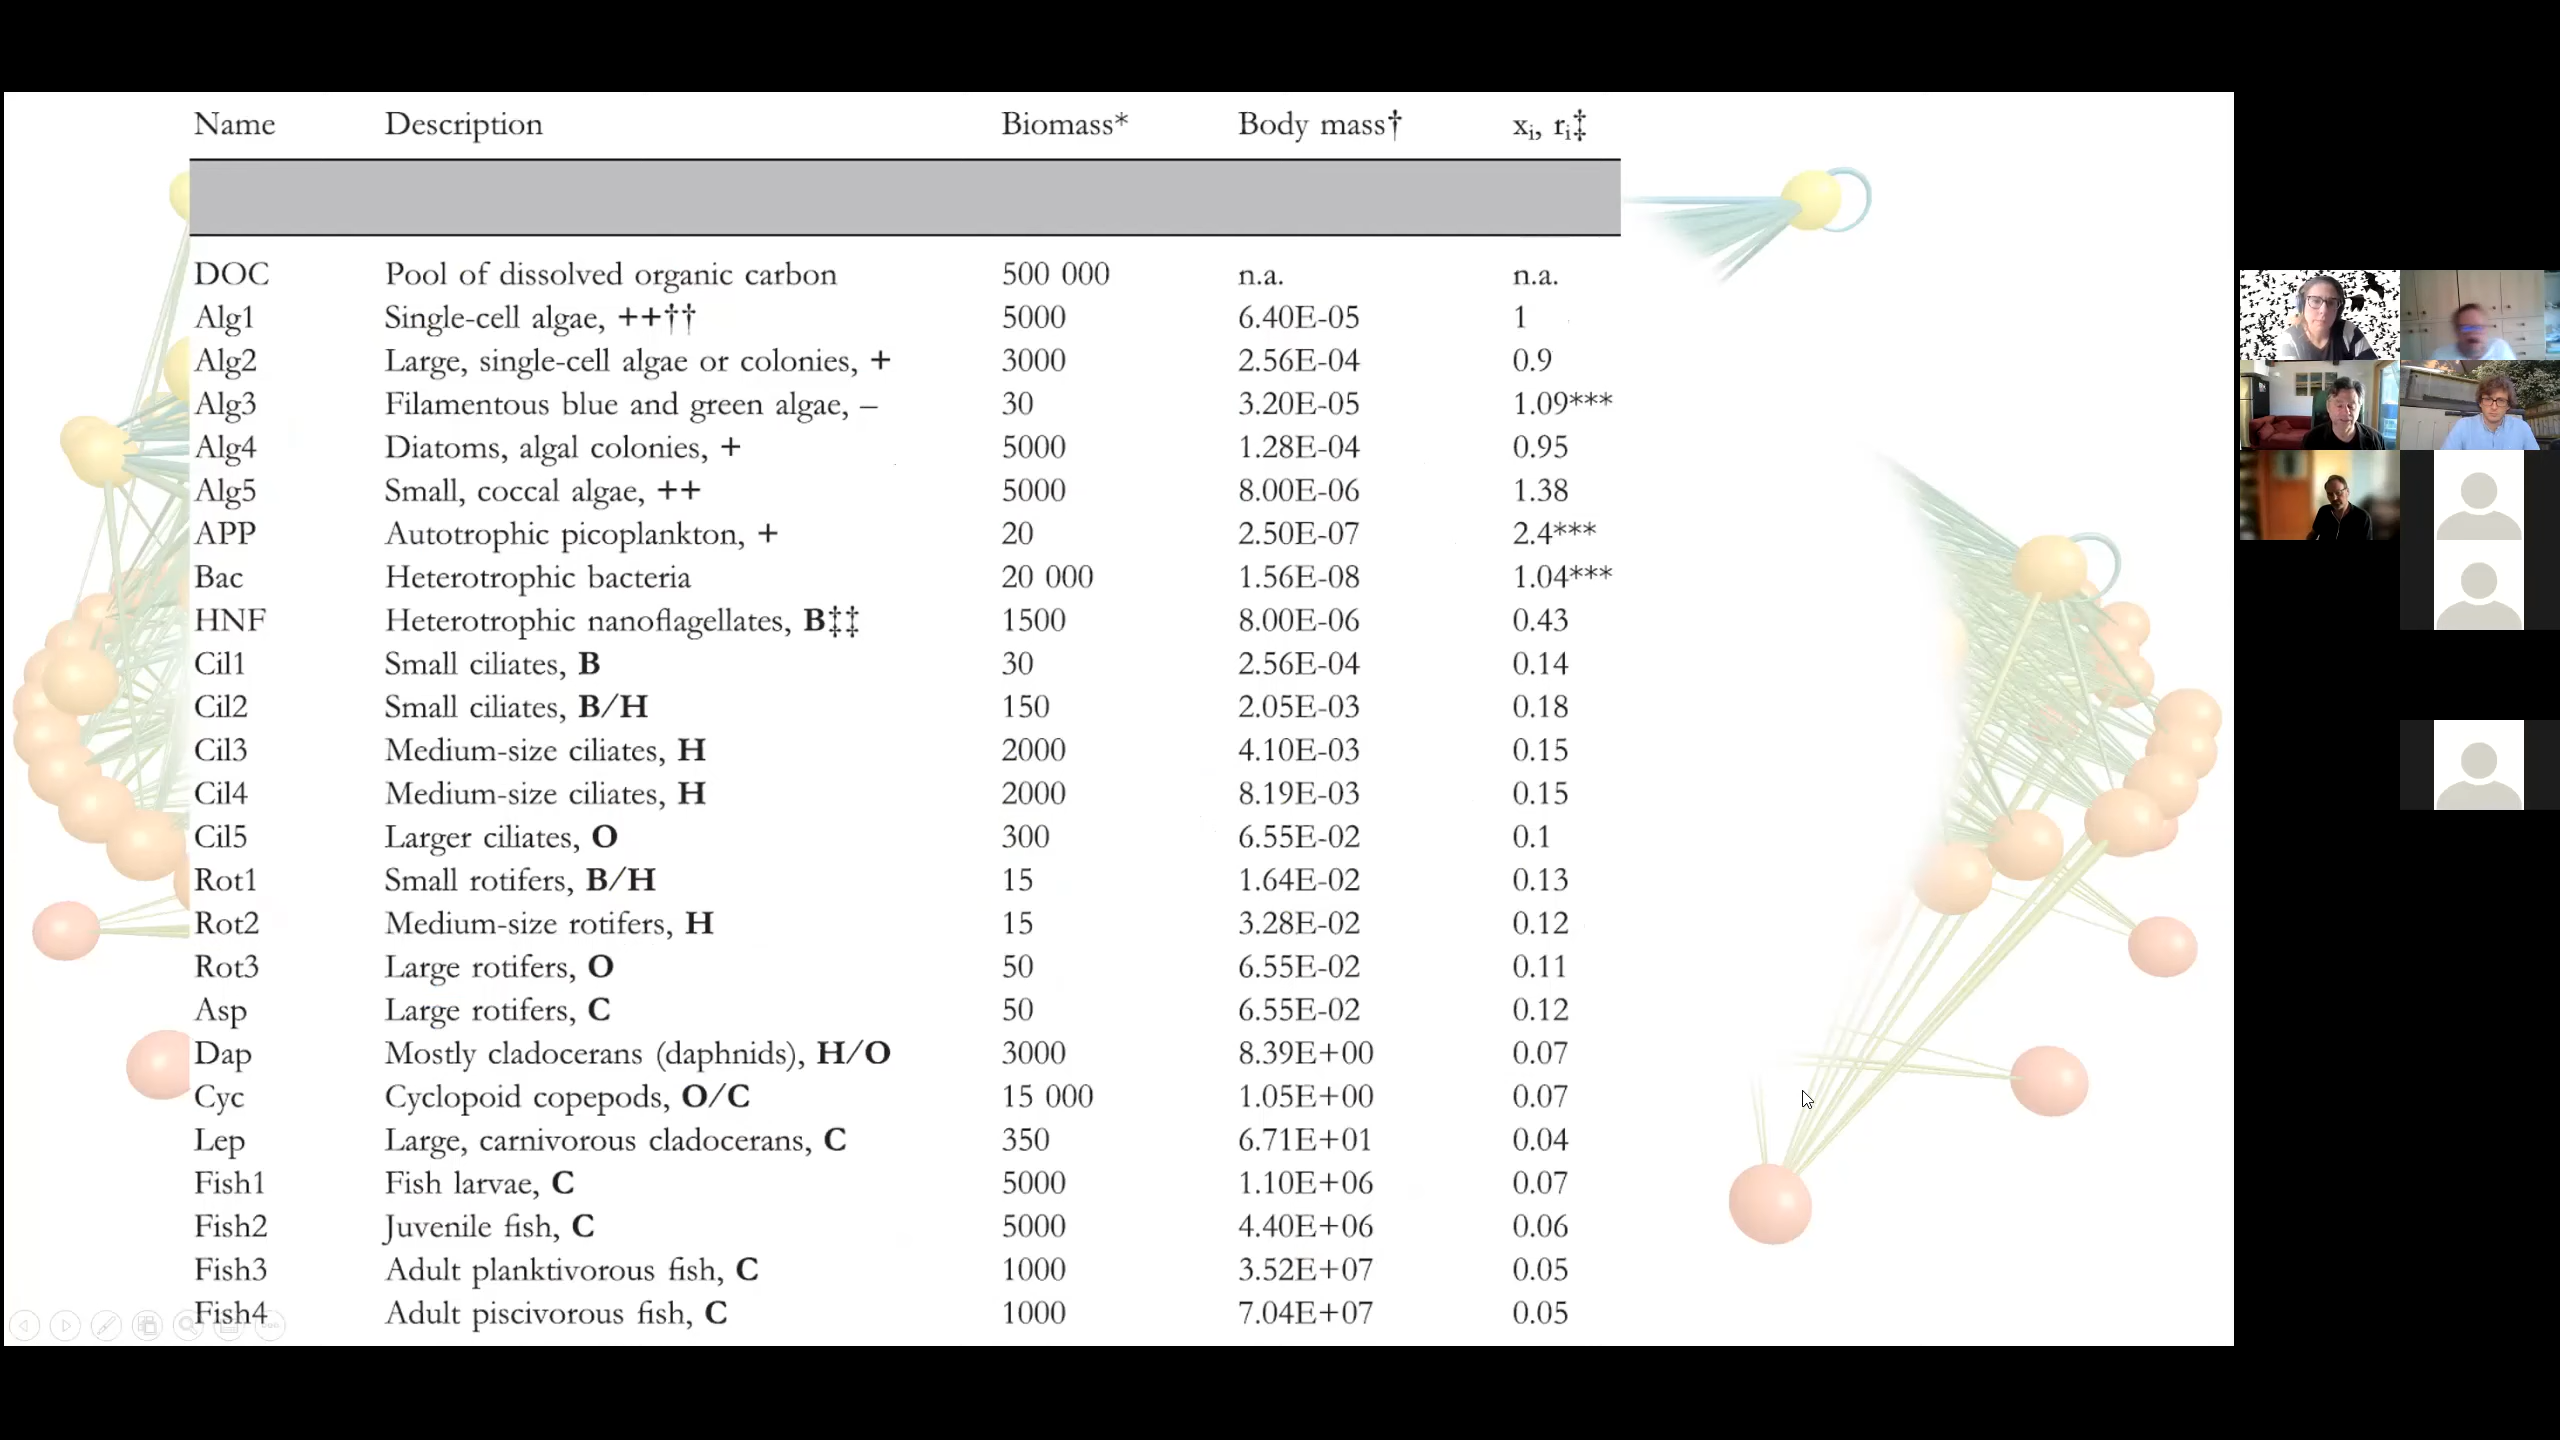 Name Description Biomass* Body mass† xi, ri‡
DOC Pool of dissolved organic carbon 500 000 n.a. n.a.
Alg1 Single-cell algae, ++†† 5000 6.40E-05 1
Alg2 Large, single-cell algae or colonies, + 3000 2.56E-04 0.9
Alg3 Filamentous blue and green algae, – 30 3.20E-05 1.09***
Alg4 Diatoms, algal colonies, + 5000 1.28E-04 0.95
Alg5 Small, coccal algae, ++ 5000 8.00E-06 1.38
APP Autotrophic picoplankton, + 20 2.50E-07 2.4***
Bac Heterotrophic bacteria 20 000 1.56E-08 1.04***
HNF Heterotrophic nanoflagellates, B‡‡ 1500 8.00E-06 0.43
Cil1 Small ciliates, B 30 2.56E-04 0.14
Cil2 Small ciliates, B/H 150 2.05E-03 0.18
Cil3 Medium-size ciliates, H 2000 4.10E-03 0.15
Cil4 Medium-size ciliates, H 2000 8.19E-03 0.15
Cil5 Larger ciliates, O 300 6.55E-02 0.1
Rot1 Small rotifers, B/H 15 1.64E-02 0.13
Rot2 Medium-size rotifers, H 15 3.28E-02 0.12
Rot3 Large rotifers, O 50 6.55E-02 0.11
Asp Large rotifers, C 50 6.55E-02 0.12
Dap Mostly cladocerans (daphnids), H/O 3000 8.39E+00 0.07
Cyc Cyclopoid copepods, O/C 15 000 1.05E+00 0.07
Lep Large, carnivorous cladocerans, C 350 6.71E+01 0.04
Fish1 Fish larvae, C 5000 1.10E+06 0.07
Fish2 Juvenile fish, C 5000 4.40E+06 0.06
Fish3 Adult planktivorous fish, C 1000 3.52E+07 0.05
Fish4 Adult piscivorous fish, C 1000 7.04E+07 0.05